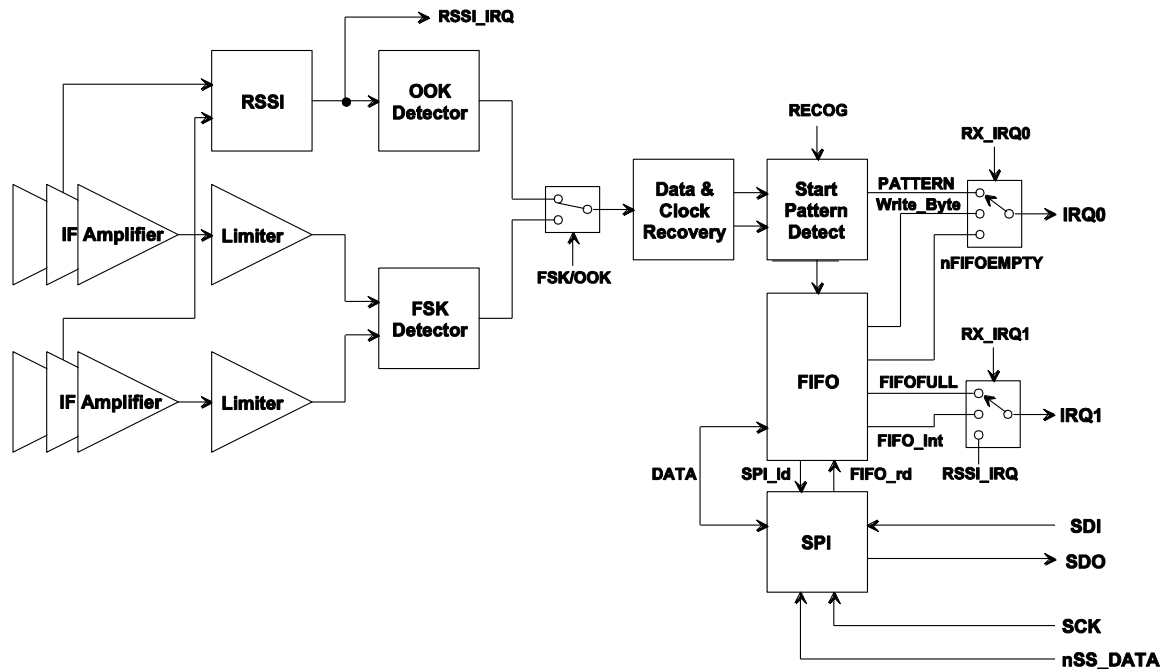 RSSI_IRQ
RSSI
OOK
Detector
RECOG
RX_IRQ0
IF Amplifier
Limiter
Data &
Clock
Recovery
Start
Pattern
Detect
PATTERN
Write_Byte
IRQ0
nFIFOEMPTY
FSK/OOK
FSK
Detector
RX_IRQ1
FIFO
FIFOFULL
IF Amplifier
Limiter
IRQ1
FIFO_Int
DATA
SPI_ld
FIFO_rd
RSSI_IRQ
SPI
SDI
SDO
SCK
nSS_DATA